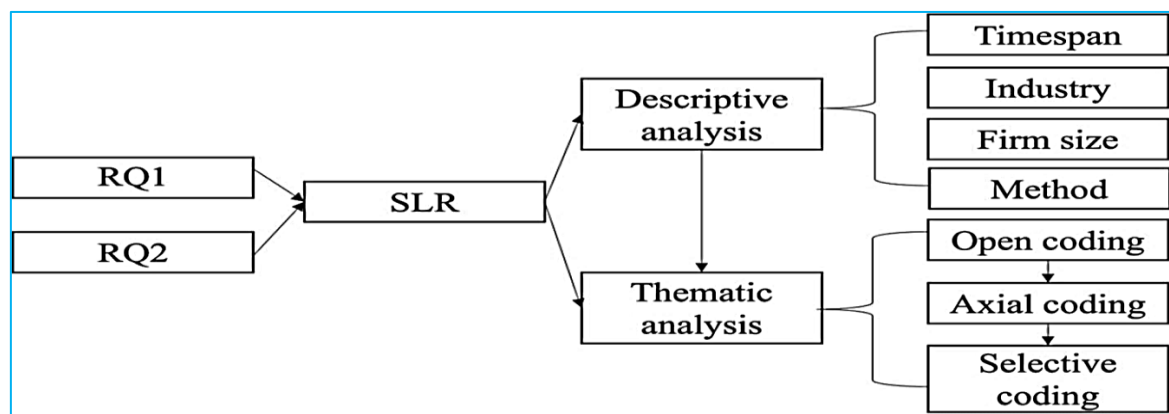 RQ1
RQ2
SLR
Descriptive
analysis
Thematic
analysis
Timespan
Industry
Firm size
Method
Open coding
Axial coding
Selective
coding